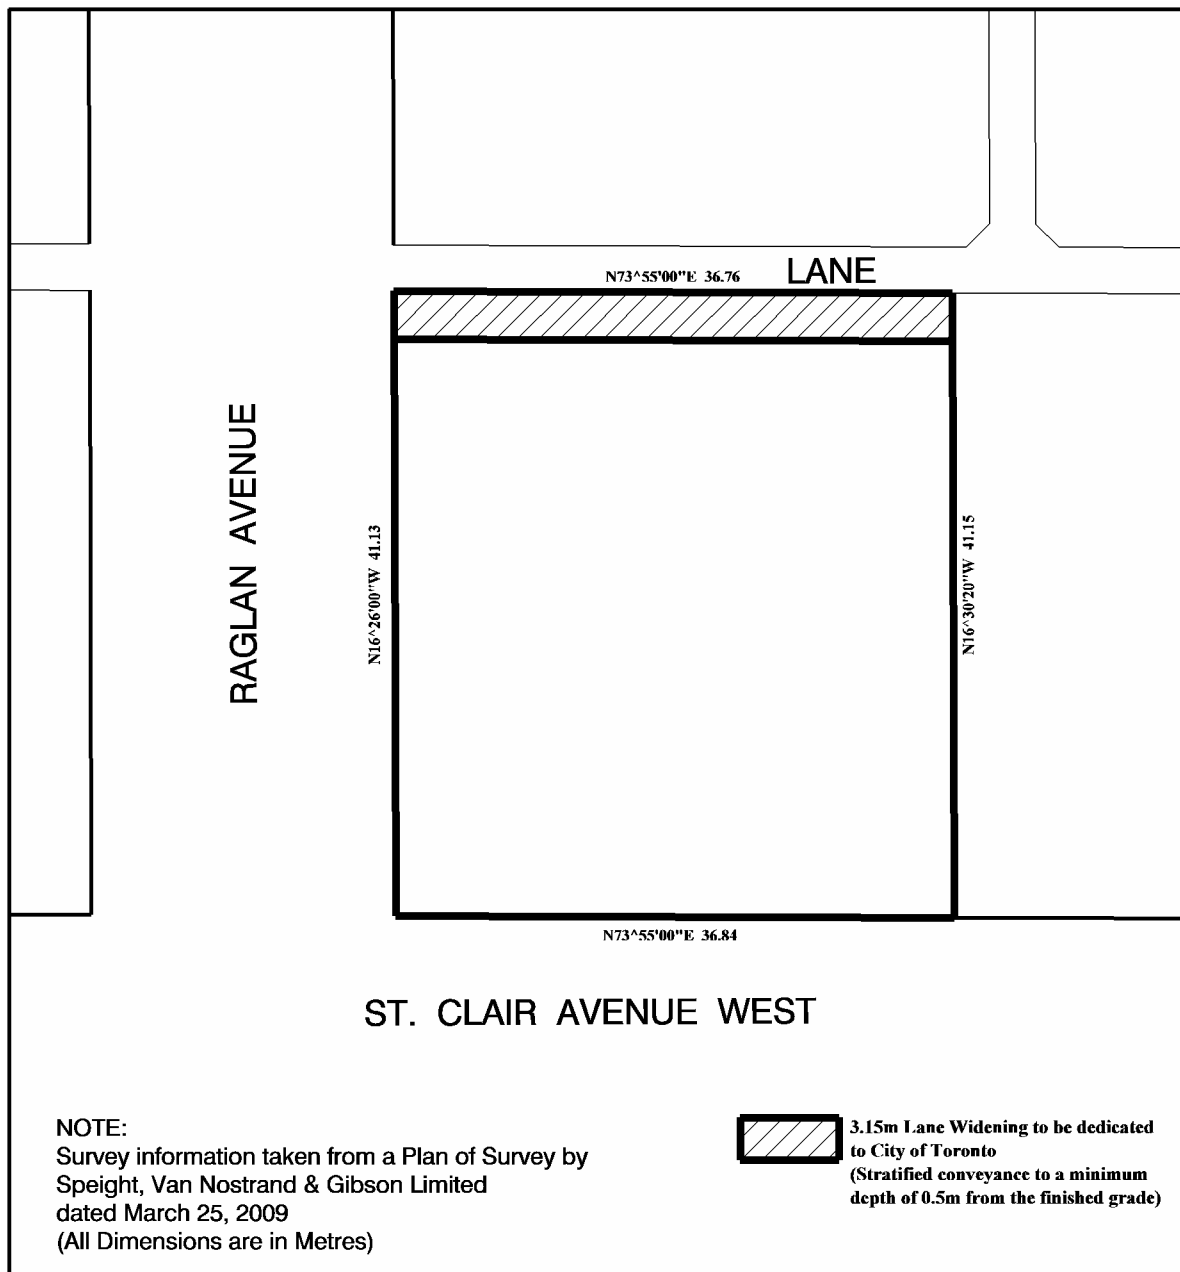 N73^55'00"E 36.76
LANE
RAGLAN AVENUE
N16^26'00"W 41.13
N16^30'20"W 41.15
N73^55'00"E 36.84
ST. CLAIR AVENUE WEST
NOTE:
Survey information taken from a Plan of Survey by
Speight, Van Nostrand & Gibson Limited
dated March 25, 2009
(All Dimensions are in Metres)
3.15m Lane Widening to be dedicated
to City of Toronto
(Stratified conveyance to a minimum
depth of 0.5m from the finished grade)